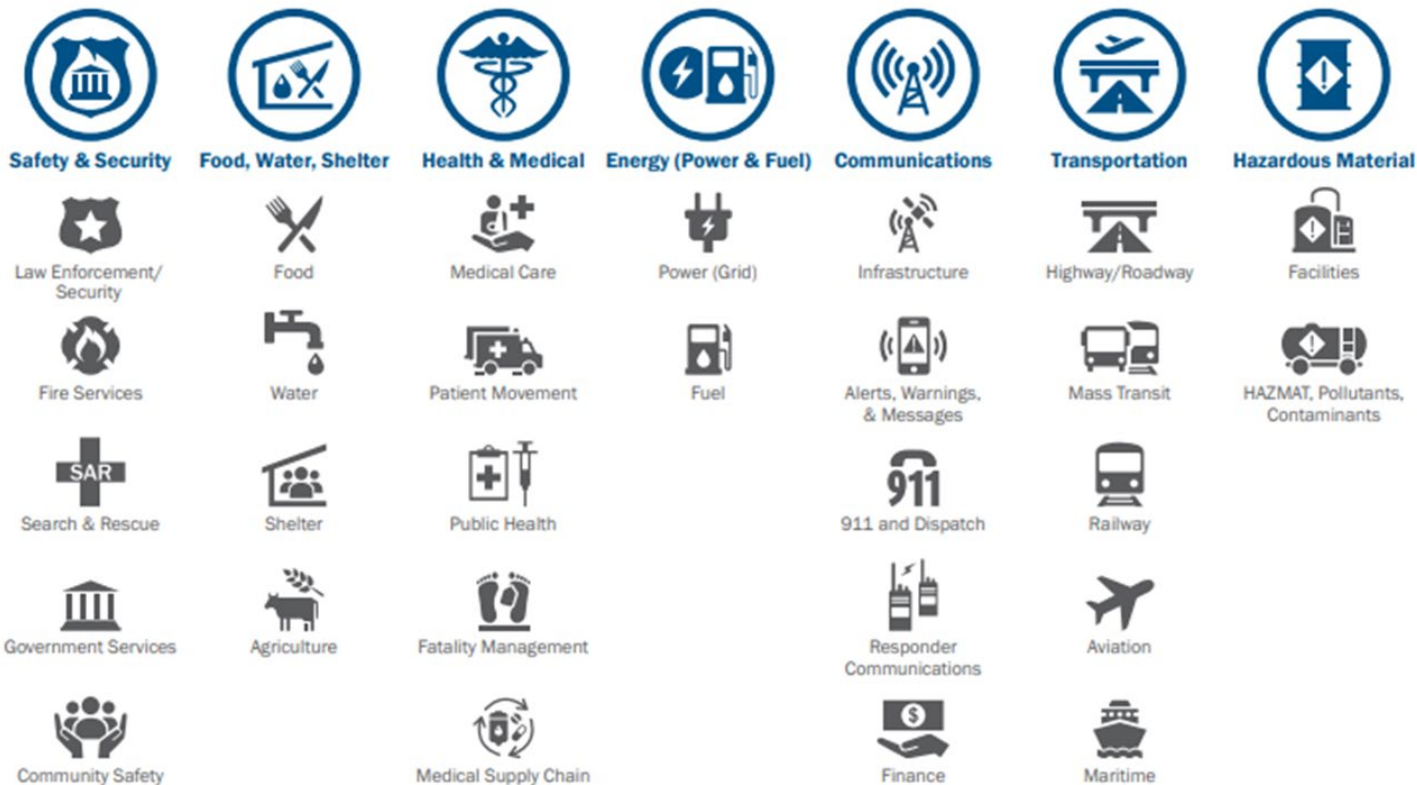 Safety & Security
Food, Water, Shelter
Health & Medical
Energy (Power & Fuel)
Communications
Transportation
Hazardous Material
Law Enforcement/
Security
Food
Medical Care
Power (Grid)
Infrastructure
Highway/Roadway
Facilities
Fire Services
Water
Patient Movement
Fuel
Alerts, Warnings,
& Messages
Mass Transit
HAZMAT, Pollutants,
Contaminants
SAR
Search & Rescue
Shelter
Public Health
911
911 and Dispatch
Railway
Government Services
Agriculture
Fatality Management
Responder
Communications
Aviation
Community Safety
Medical Supply Chain
$
Finance
Maritime